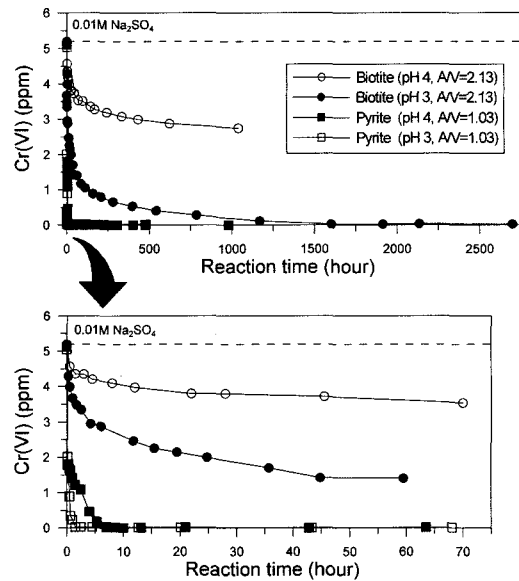 0.01M Na₂SO₄
6
5
4
3
2
1
0
Cr(VI) (ppm)
Biotite (pH 4, A/V=2.13)
Biotite (pH 3, A/V=2.13)
Pyrite (pH 4, A/V=1.03)
Pyrite (pH 3, A/V=1.03)
0 500 1000 1500 2000 2500
Reaction time (hour)
0.01M Na₂SO₄
6
5
4
3
2
1
0
Cr(VI) (ppm)
0 10 20 30 40 50 60 70
Reaction time (hour)